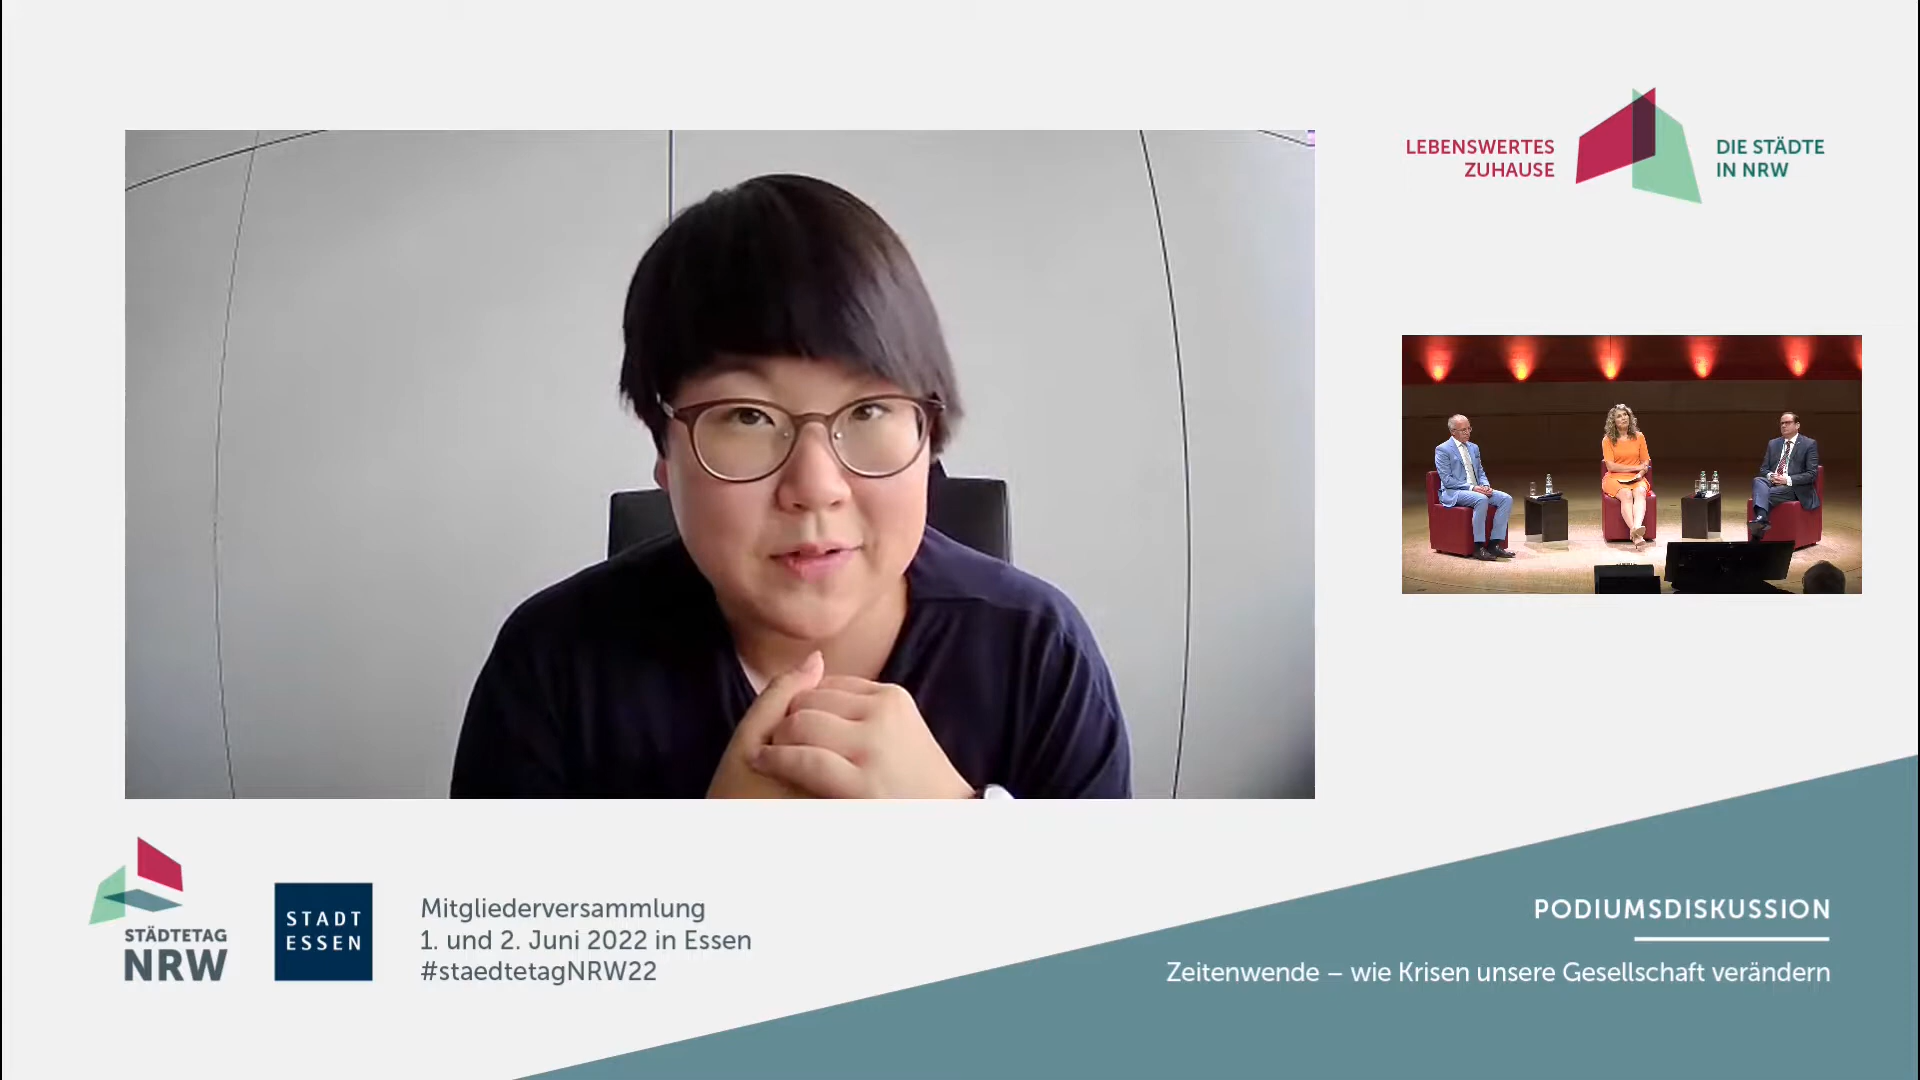 LEBENSWERTES
ZUHAUSE
DIE STÄDTE
IN NRW
STÄDTETAG
NRW
STADT
ESSEN
Mitgliederversammlung
1. und 2. Juni 2022 in Essen
#staedtetagNRW22
PODIUMSDISKUSSION
Zeitenwende – wie Krisen unsere Gesellschaft verändern